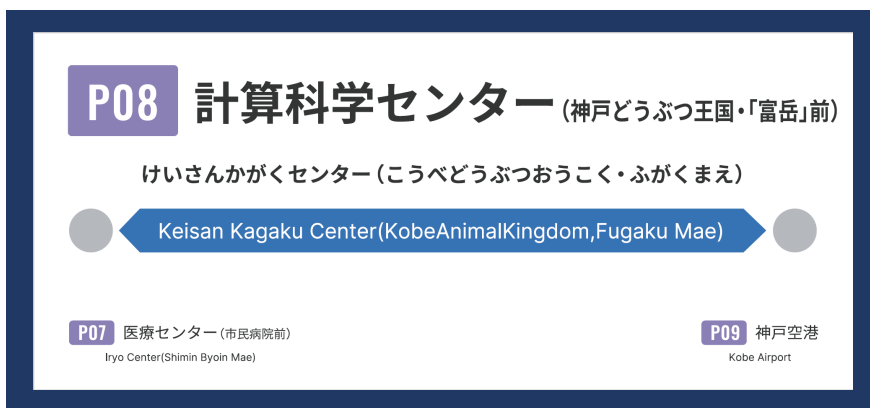 P08 計算科学センター(神戸どうぶつ王国・「富岳」前)
けいさんかがくセンター(こうべどうぶつおうこく・ふがくまえ)
Keisan Kagaku Center(KobeAnimalKingdom,Fugaku Mae)
P07 医療センター(市民病院前)
Iryo Center(Shimin Byoin Mae)
P09 神戸空港
Kobe Airport